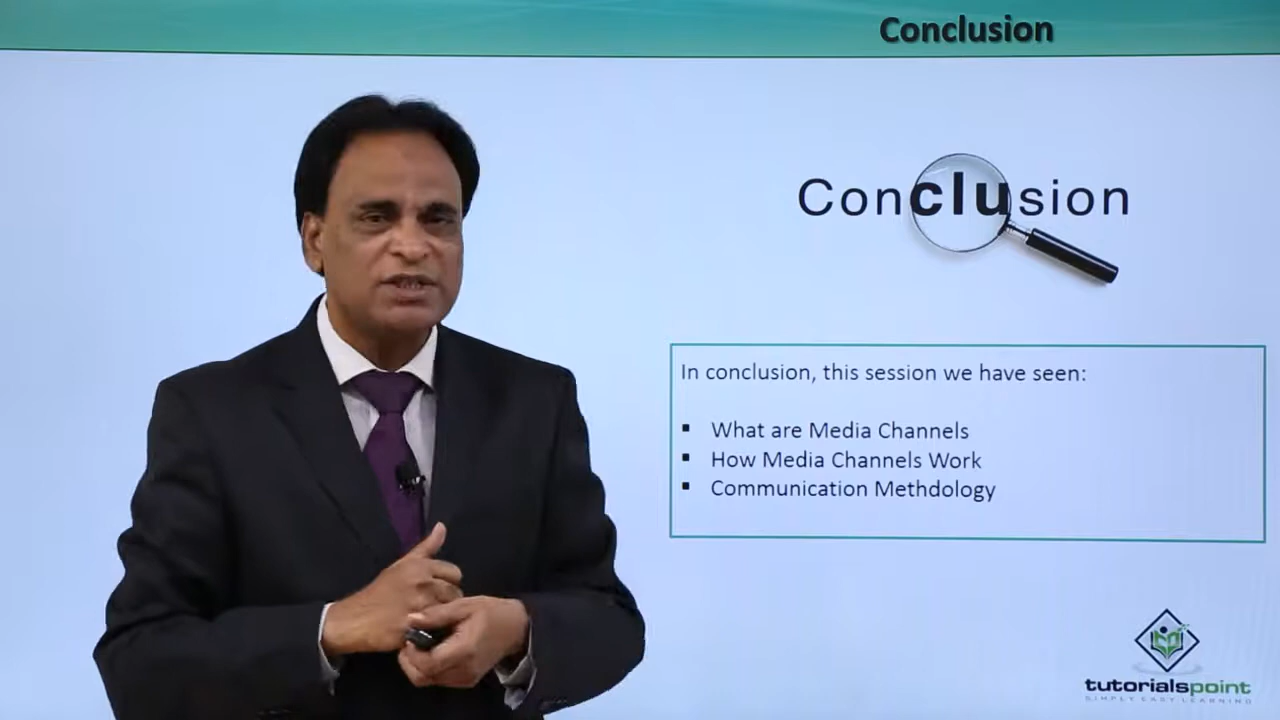 Conclusion
Conclusion
In conclusion, this session we have seen:
▪ What are Media Channels
▪ How Media Channels Work
▪ Communication Methdology
tutorialspoint
SIMPLY EASY LEARNING